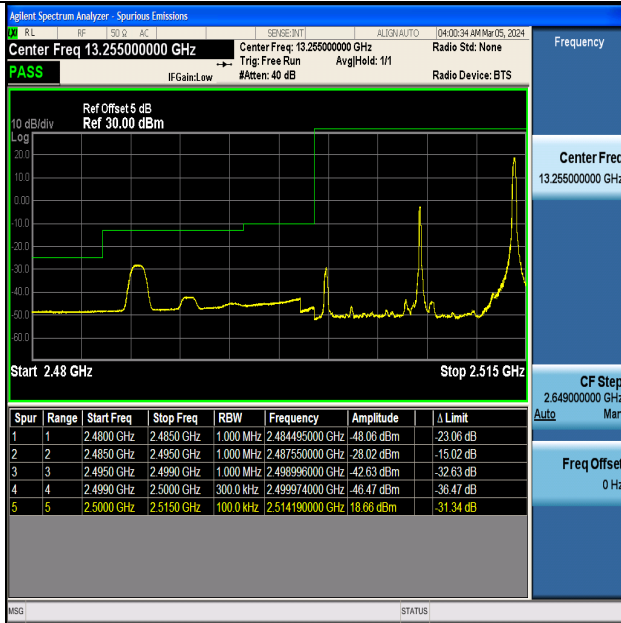 Agilent Spectrum Analyzer - Spurious Emissions
RL RF 50 Ω AC SENSE:INT ALIGN AUTO 04:00:34 AM Mar 05, 2024
Center Freq 13.255000000 GHz Center Freq: 13.255000000 GHz Radio Std: None
Trig: Free Run Avg|Hold: 1/1
PASS IFGain:Low #Atten: 40 dB Radio Device: BTS
Frequency
Ref Offset 5 dB
10 dB/div Ref 30.00 dBm
Log
20.0
10.0
0.00
-10.0
-20.0
-30.0
-40.0
-50.0
-60.0
Start 2.48 GHz Stop 2.515 GHz
Center Freq
13.255000000 GHz
CF Step
2.649000000 GHz
Auto Man
Freq Offset
0 Hz
Spur Range Start Freq Stop Freq RBW Frequency Amplitude Δ Limit
1 1 2.4800 GHz 2.4850 GHz 1.000 MHz 2.484495000 GHz -48.06 dBm -23.06 dB
2 2 2.4850 GHz 2.4950 GHz 1.000 MHz 2.487550000 GHz -28.02 dBm -15.02 dB
3 3 2.4950 GHz 2.4990 GHz 1.000 MHz 2.498996000 GHz -42.63 dBm -32.63 dB
4 4 2.4990 GHz 2.5000 GHz 300.0 kHz 2.499974000 GHz -46.47 dBm -36.47 dB
5 5 2.5000 GHz 2.5150 GHz 100.0 kHz 2.514190000 GHz 18.66 dBm -31.34 dB
MSG STATUS